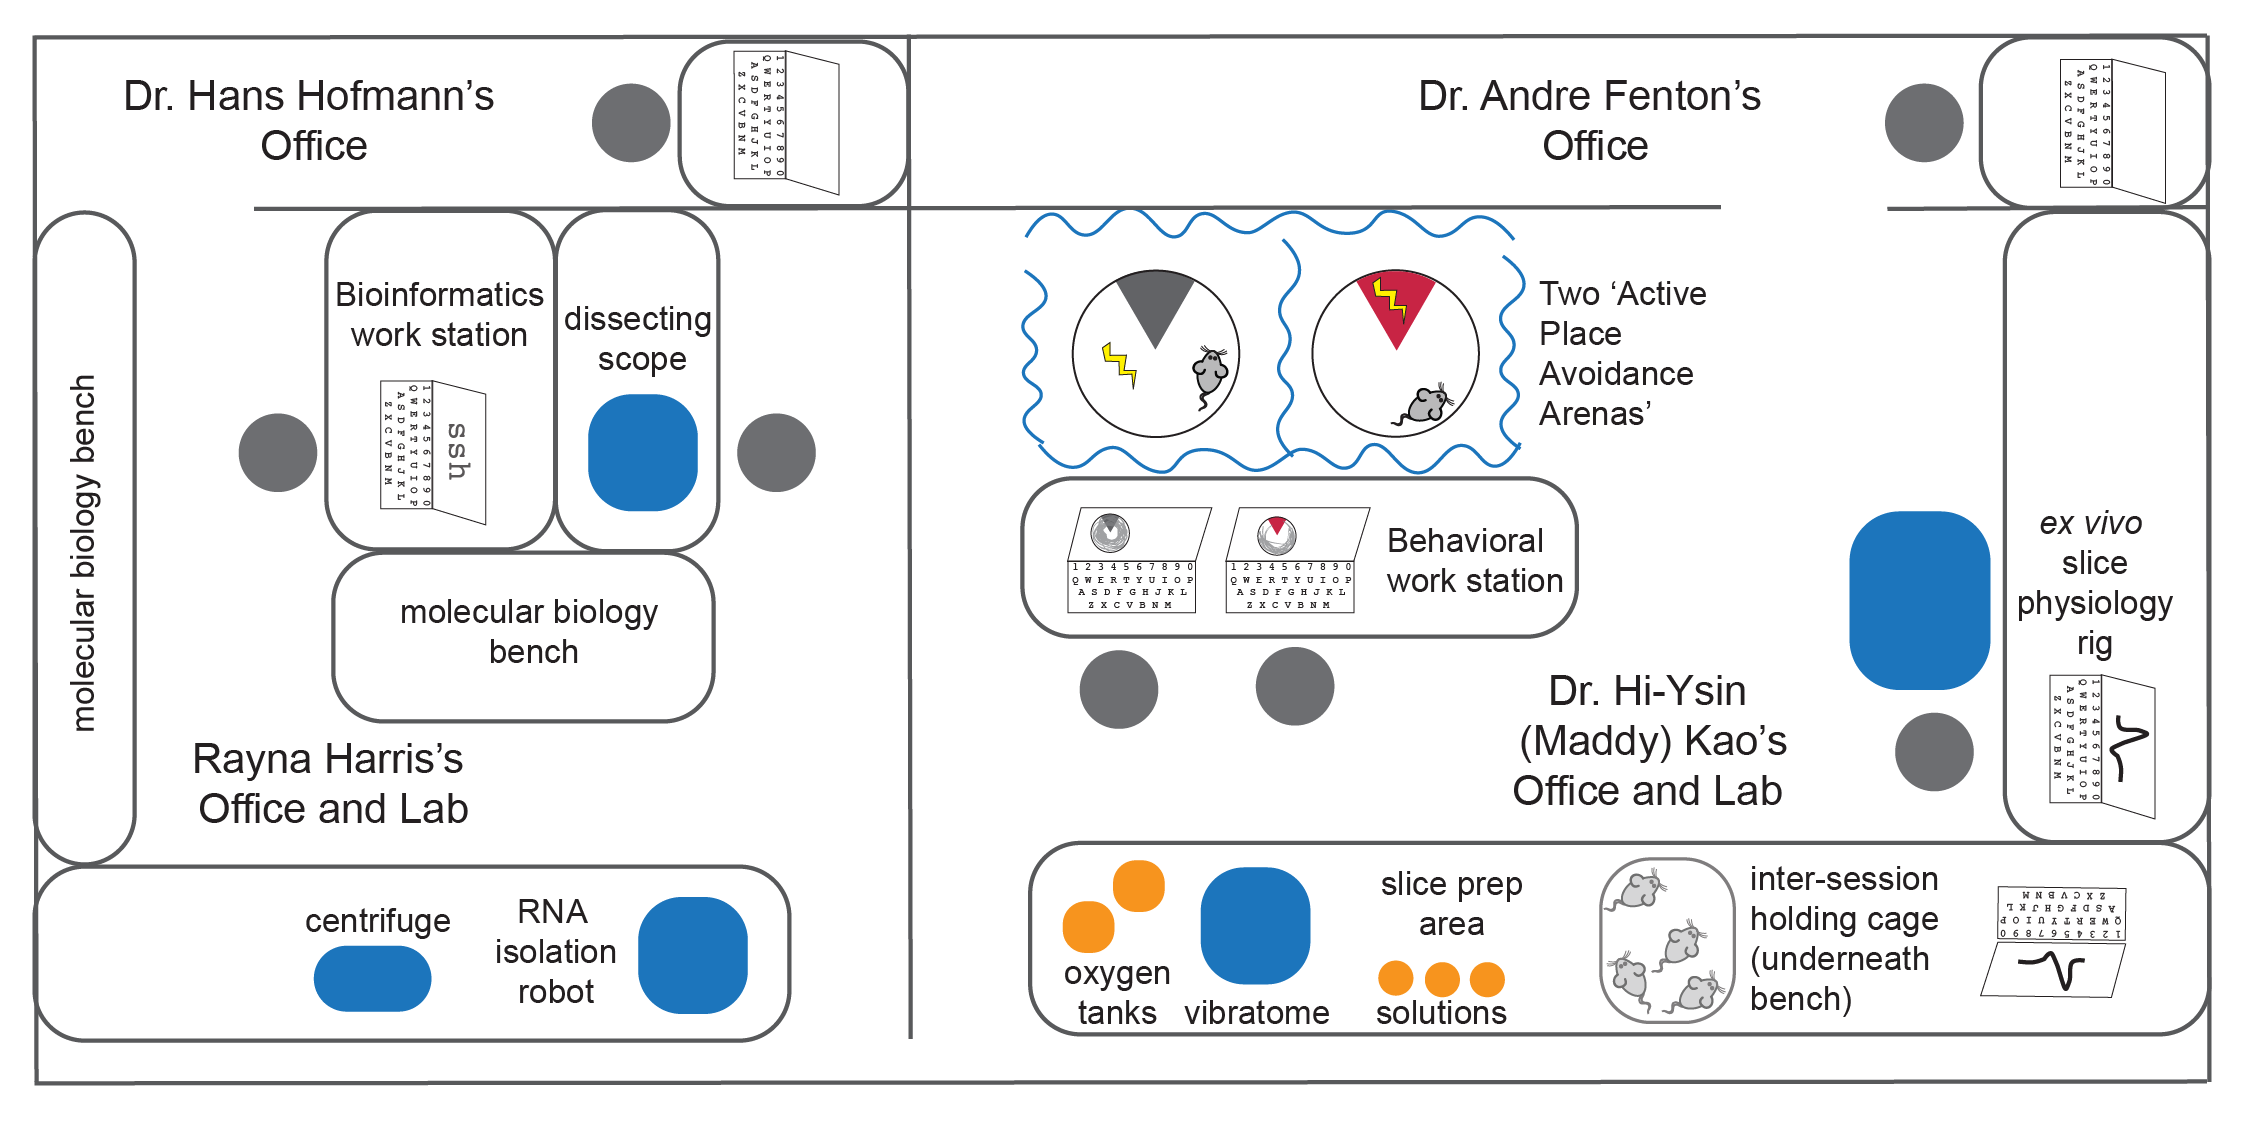 Dr. Hans Hofmann's
Office
1 2 3 4 5 6 7 8 9 0
Q W E R T Y U I O P
A S D F G H J K L
Z X C V B N M
Dr. Andre Fenton's
Office
1 2 3 4 5 6 7 8 9 0
Q W E R T Y U I O P
A S D F G H J K L
Z X C V B N M
molecular biology bench
Bioinformatics
work station
ssh
1 2 3 4 5 6 7 8 9 0
Q W E R T Y U I O P
A S D F G H J K L
Z X C V B N M
dissecting
scope
molecular biology
bench
Rayna Harris's
Office and Lab
centrifuge
RNA
isolation
robot
Two ‘Active
Place
Avoidance
Arenas’
1 2 3 4 5 6 7 8 9 0
Q W E R T Y U I O P
A S D F G H J K L
Z X C V B N M
1 2 3 4 5 6 7 8 9 0
Q W E R T Y U I O P
A S D F G H J K L
Z X C V B N M
Behavioral
work station
ex vivo
slice
physiology
rig
1 2 3 4 5 6 7 8 9 0
Q W E R T Y U I O P
A S D F G H J K L
Z X C V B N M
Dr. Hi-Ysin
(Maddy) Kao’s
Office and Lab
oxygen
tanks
vibratome
slice prep
area
solutions
inter-session
holding cage
(underneath
bench)
1 2 3 4 5 6 7 8 9 0
Q W E R T Y U I O P
A S D F G H J K L
Z X C V B N M